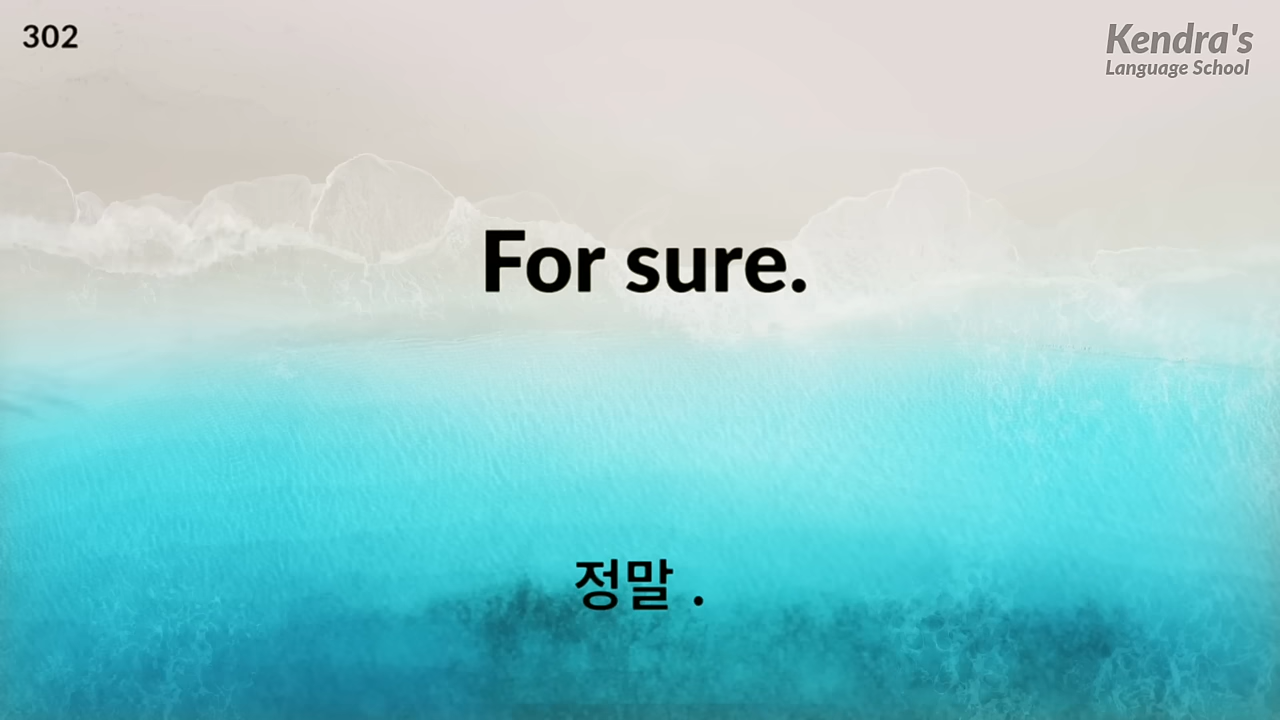 302
Kendra's
Language School
For sure.
정말 .